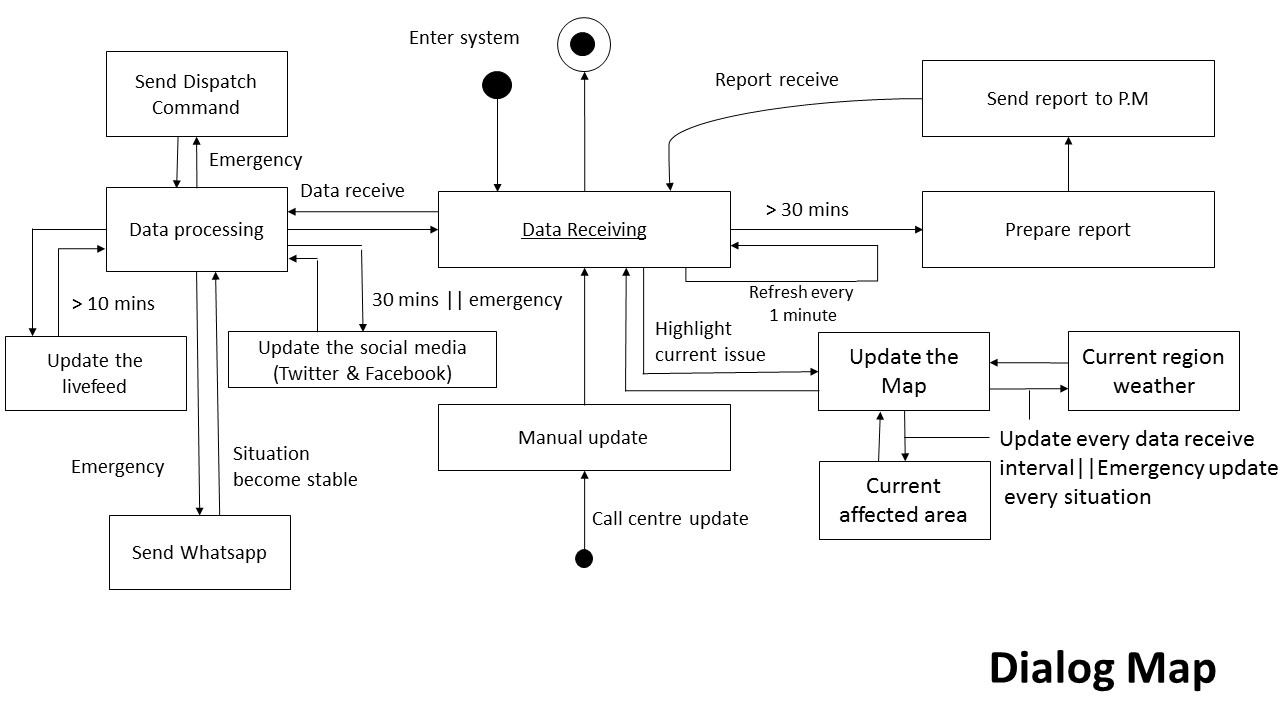 Enter system
Send Dispatch
Command
Report receive
Send report to P.M
Emergency
Data receive
Data processing
Data Receiving
> 30 mins
Prepare report
> 10 mins
30 mins || emergency
Refresh every
1 minute
Update the
livefeed
Update the social media
(Twitter & Facebook)
Highlight
current issue
Update the
Map
Current region
weather
Manual update
Emergency
Situation
become stable
Update every data receive
interval||Emergency update
every situation
Current
affected area
Call centre update
Send Whatsapp
Dialog Map